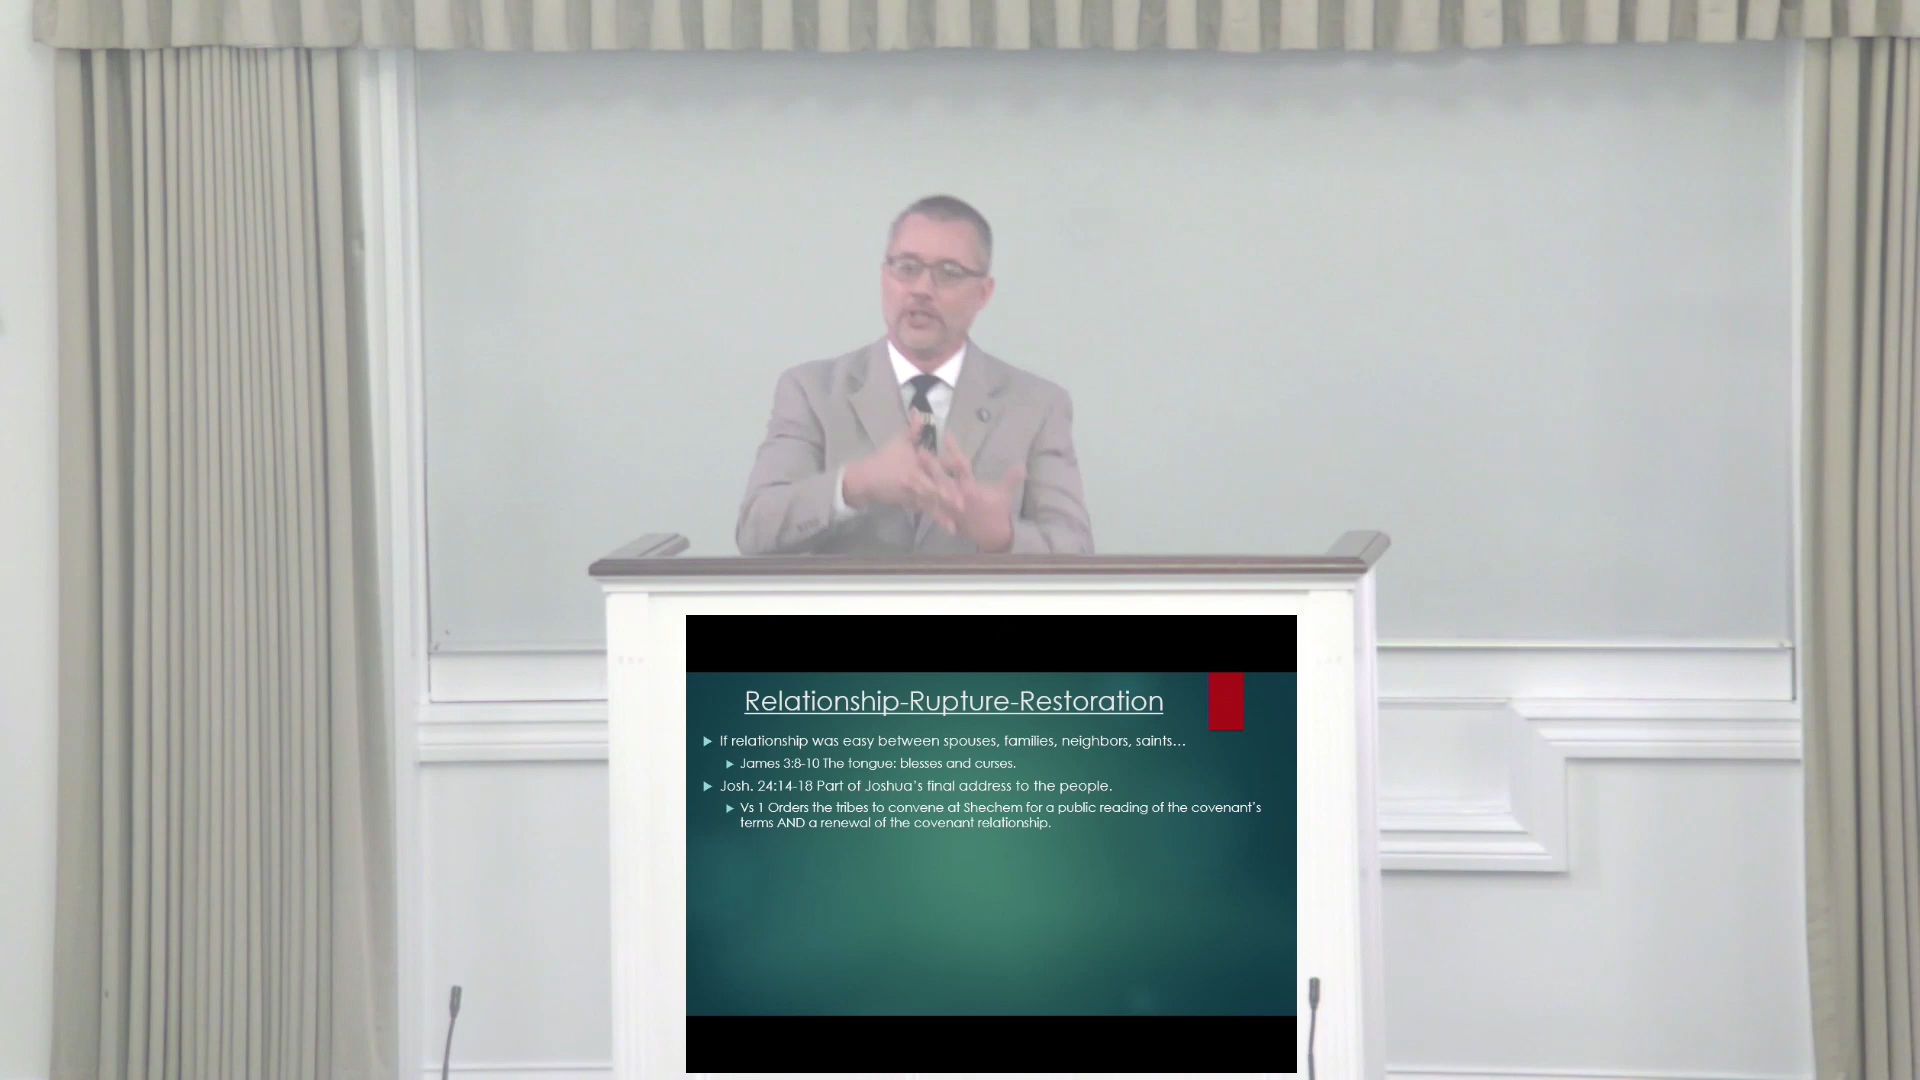 Relationship-Rupture-Restoration
If relationship was easy between spouses, families, neighbors, saints...
James 3:8-10 The tongue: blesses and curses.
Josh. 24:14-18 Part of Joshua's final address to the people.
Vs 1 Orders the tribes to convene at Shechem for a public reading of the covenant's
terms AND a renewal of the covenant relationship.